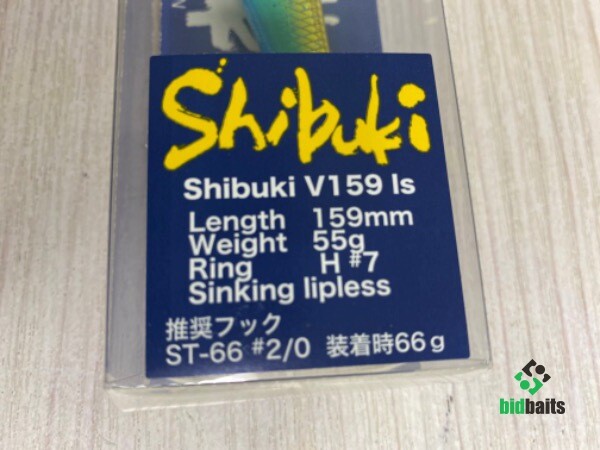 Shibuki
Shibuki V159 ls
Length 159mm
Weight 55g
Ring H #7
Sinking lipless
推奨フック
ST-66 #2/0 装着時66g
bidbaits